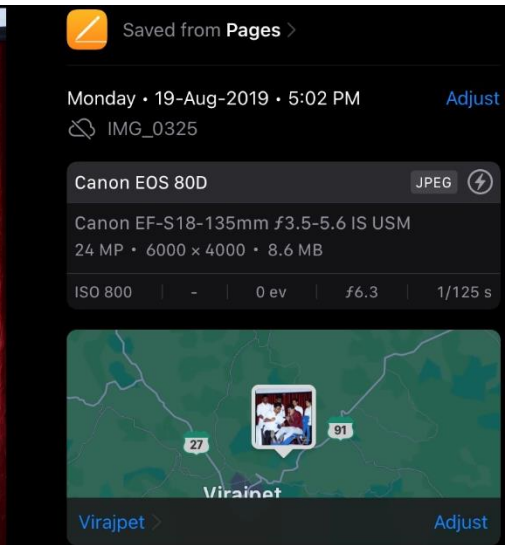 Saved from Pages >
Monday • 19-Aug-2019 • 5:02 PM Adjust
IMG_0325
Canon EOS 80D JPEG
Canon EF-S18-135mm ƒ3.5-5.6 IS USM
24 MP • 6000 × 4000 • 8.6 MB
ISO 800 - 0 ev ƒ6.3 1/125 s
27
91
Virajpet
Virajpet >
Adjust